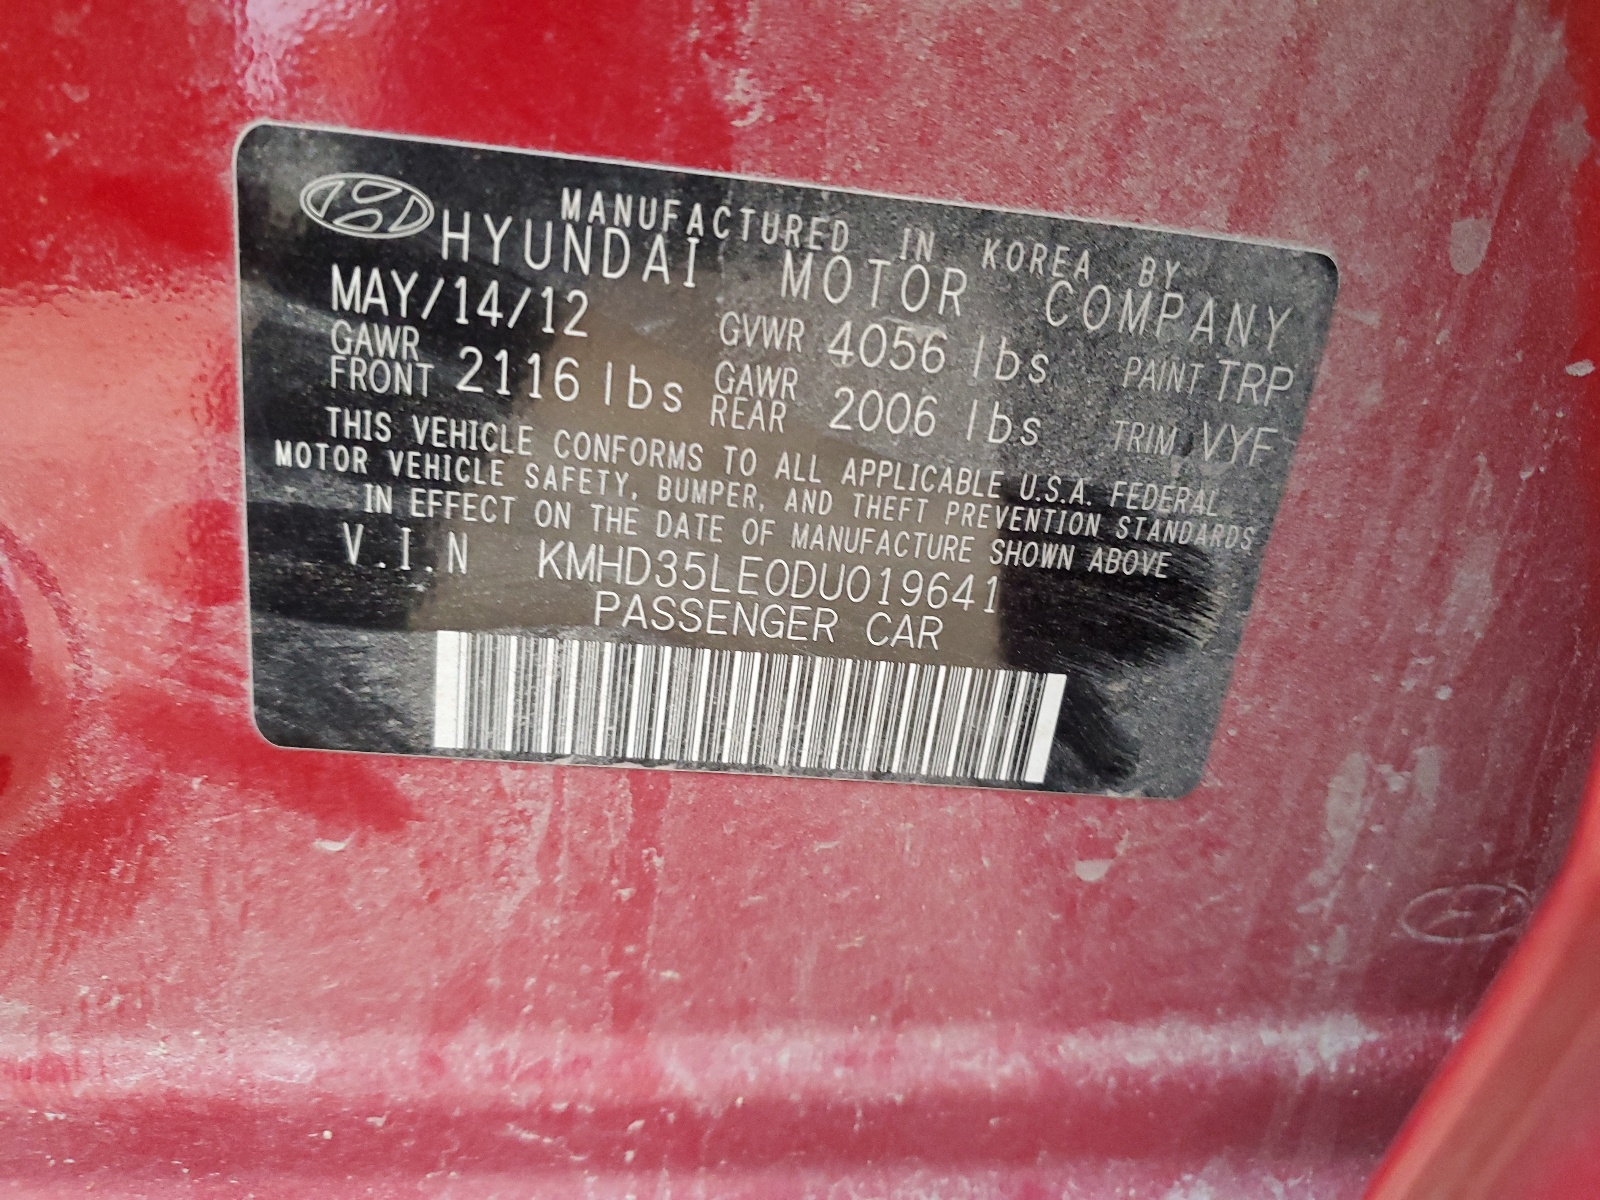 MANUFACTURED IN KOREA BY
HYUNDAI MOTOR COMPANY
MAY/14/12 GVWR 4056 lbs PAINT TRP
GAWR FRONT 2116 lbs GAWR REAR 2006 lbs TRIM VYF
THIS VEHICLE CONFORMS TO ALL APPLICABLE U.S.A. FEDERAL
MOTOR VEHICLE SAFETY, BUMPER, AND THEFT PREVENTION STANDARDS
IN EFFECT ON THE DATE OF MANUFACTURE SHOWN ABOVE
V.I.N KMHD35LE0DU019641
PASSENGER CAR